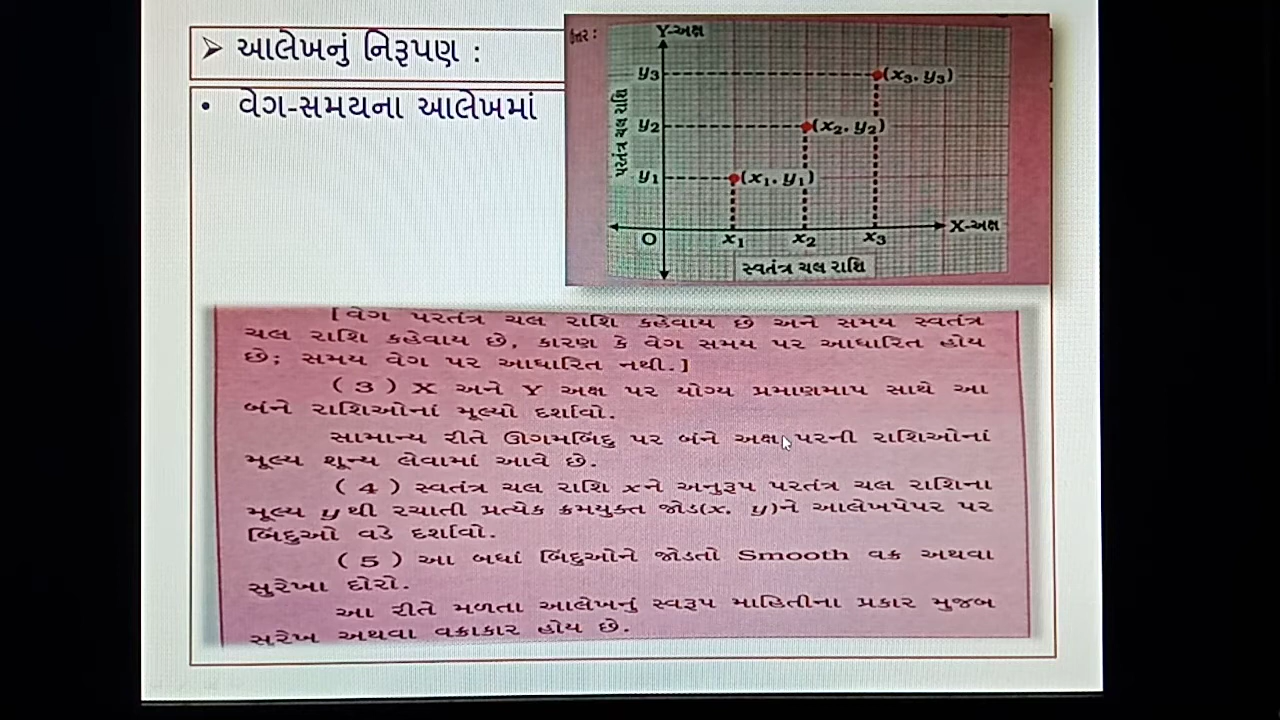 ➤ આલેખનું નિરૂપણ :
• વેગ-સમયના આલેખમાં
ઉત્તર :
Y-અક્ષ
y3
(x3, y3)
પરતંત્ર ચલ રાશિ
y2
(x2, y2)
y1
(x1, y1)
X-અક્ષ
O
x1
x2
x3
સ્વતંત્ર ચલ રાશિ
[વેગ પરતંત્ર ચલ રાશિ કહેવાય છે અને સમય સ્વતંત્ર
ચલ રાશિ કહેવાય છે, કારણ કે વેગ સમય પર આધારિત હોય
છે; સમય વેગ પર આધારિત નથી.]
(3) X અને Y અક્ષ પર યોગ્ય પ્રમાણમાપ સાથે આ
બંને રાશિઓનાં મૂલ્યો દર્શાવો.
સામાન્ય રીતે ઊગમબિંદુ પર બંને અક્ષ પરની રાશિઓનાં
મૂલ્ય શૂન્ય લેવામાં આવે છે.
(4) સ્વતંત્ર ચલ રાશિ xને અનુરૂપ પરતંત્ર ચલ રાશિના
મૂલ્ય yથી રચાતી પ્રત્યેક ક્રમયુક્ત જોડ(x, y)ને આલેખપેપર પર
બિંદુઓ વડે દર્શાવો.
(5) આ બધાં બિંદુઓને જોડતો Smooth વક્ર અથવા
સુરેખા દોરો.
આ રીતે મળતા આલેખનું સ્વરૂપ માહિતીના પ્રકાર મુજબ
સુરેખ અથવા વક્રાકાર હોય છે.